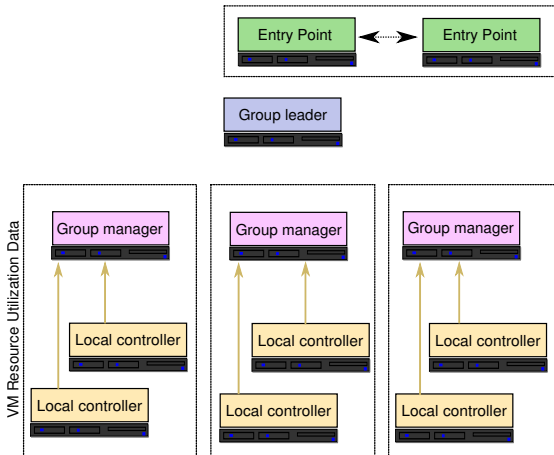 Entry Point
Entry Point
Group leader
VM Resource Utilization Data
Group manager
Group manager
Group manager
Local controller
Local controller
Local controller
Local controller
Local controller
Local controller